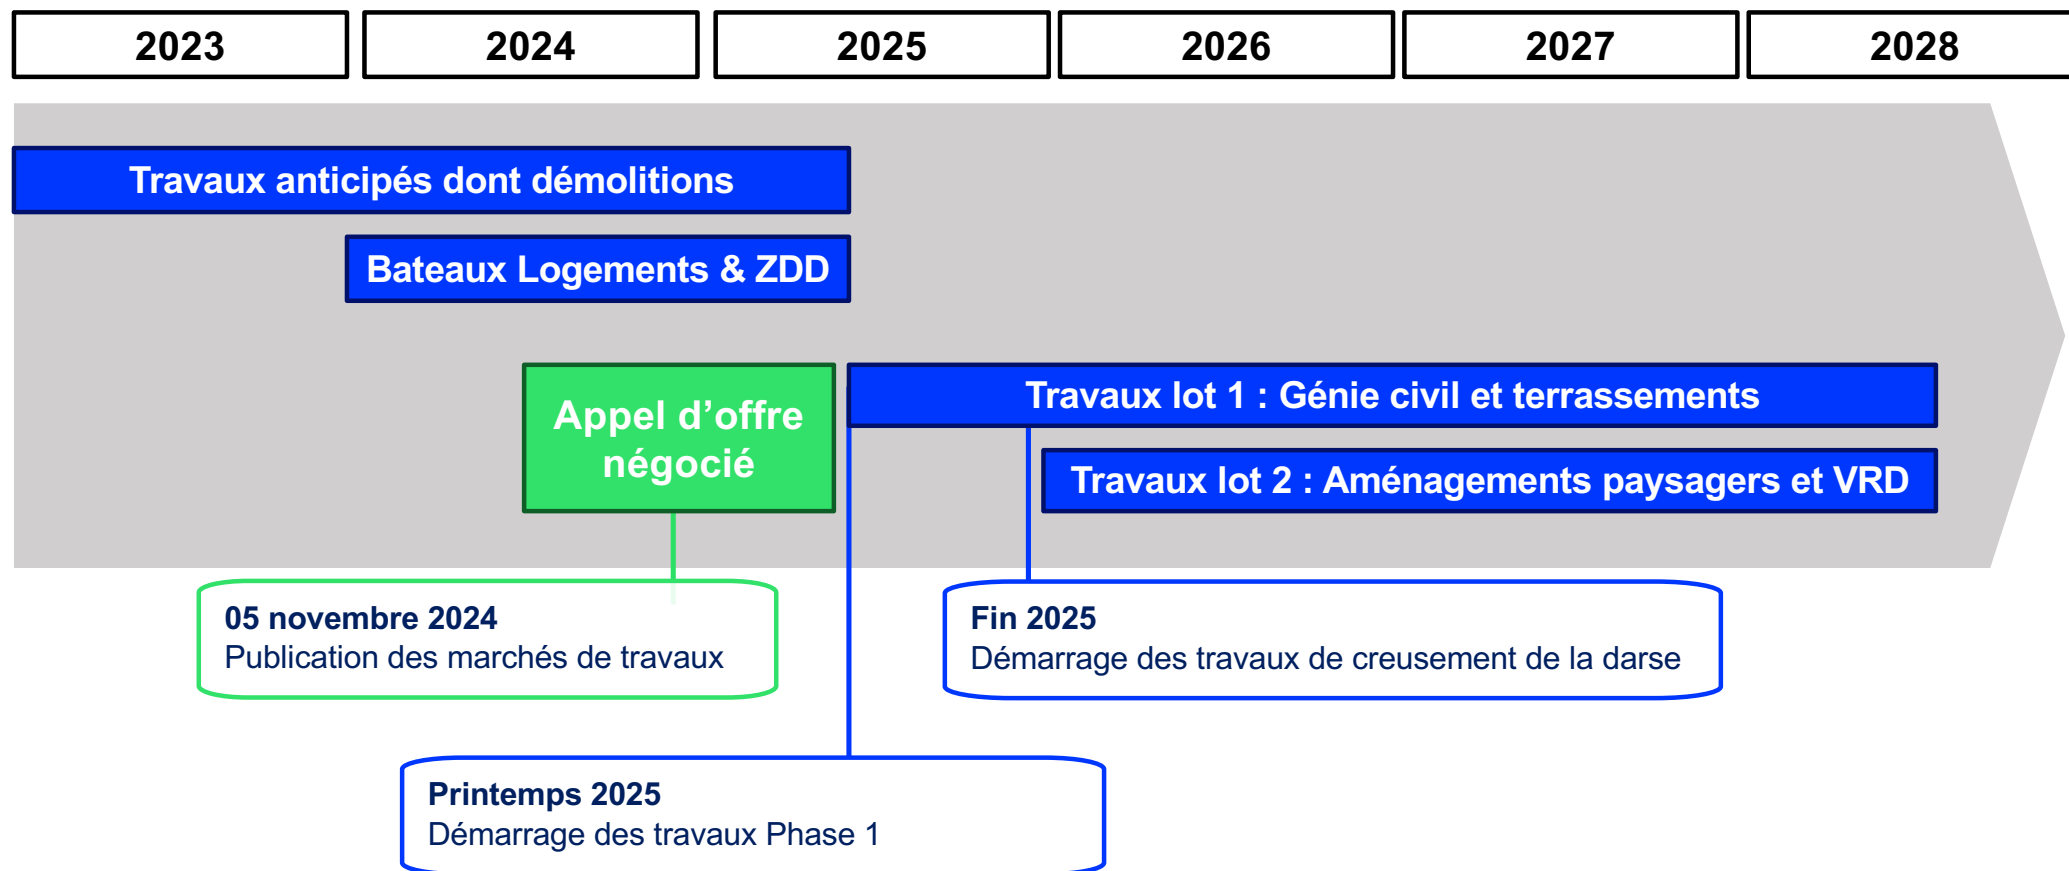 2023
2024
2025
2026
2027
2028
Travaux anticipés dont démolitions
Bateaux Logements & ZDD
Appel d’offre
négocié
Travaux lot 1 : Génie civil et terrassements
Travaux lot 2 : Aménagements paysagers et VRD
05 novembre 2024
Publication des marchés de travaux
Fin 2025
Démarrage des travaux de creusement de la darse
Printemps 2025
Démarrage des travaux Phase 1